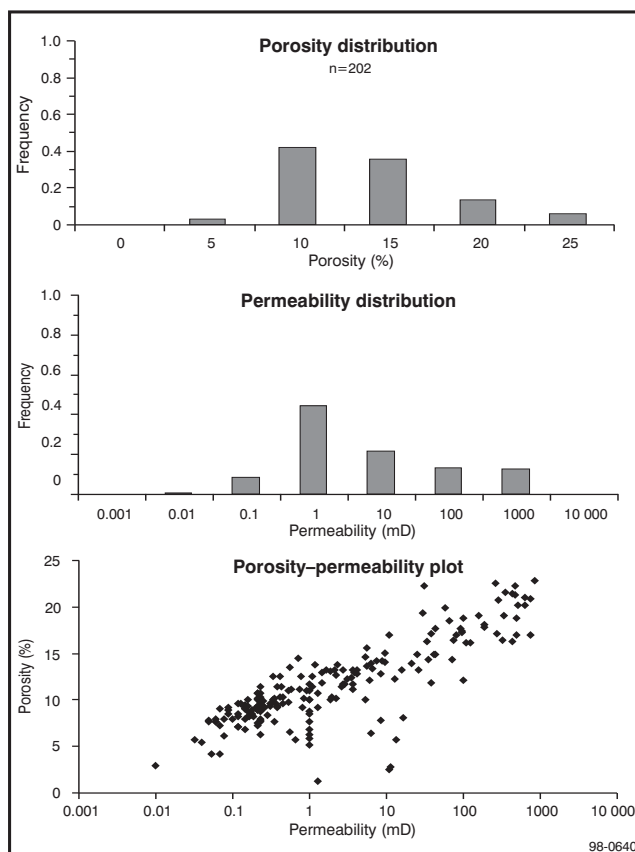 Porosity distribution
n=202
Frequency
1.0
0.8
0.6
0.4
0.2
0
0 5 10 15 20 25
Porosity (%)
Permeability distribution
Frequency
1.0
0.8
0.6
0.4
0.2
0
0.001 0.01 0.1 1 10 100 1000 10 000
Permeability (mD)
Porosity–permeability plot
Porosity (%)
25
20
15
10
5
0
0.001 0.01 0.1 1 10 100 1000 10 000
Permeability (mD)
98-0640